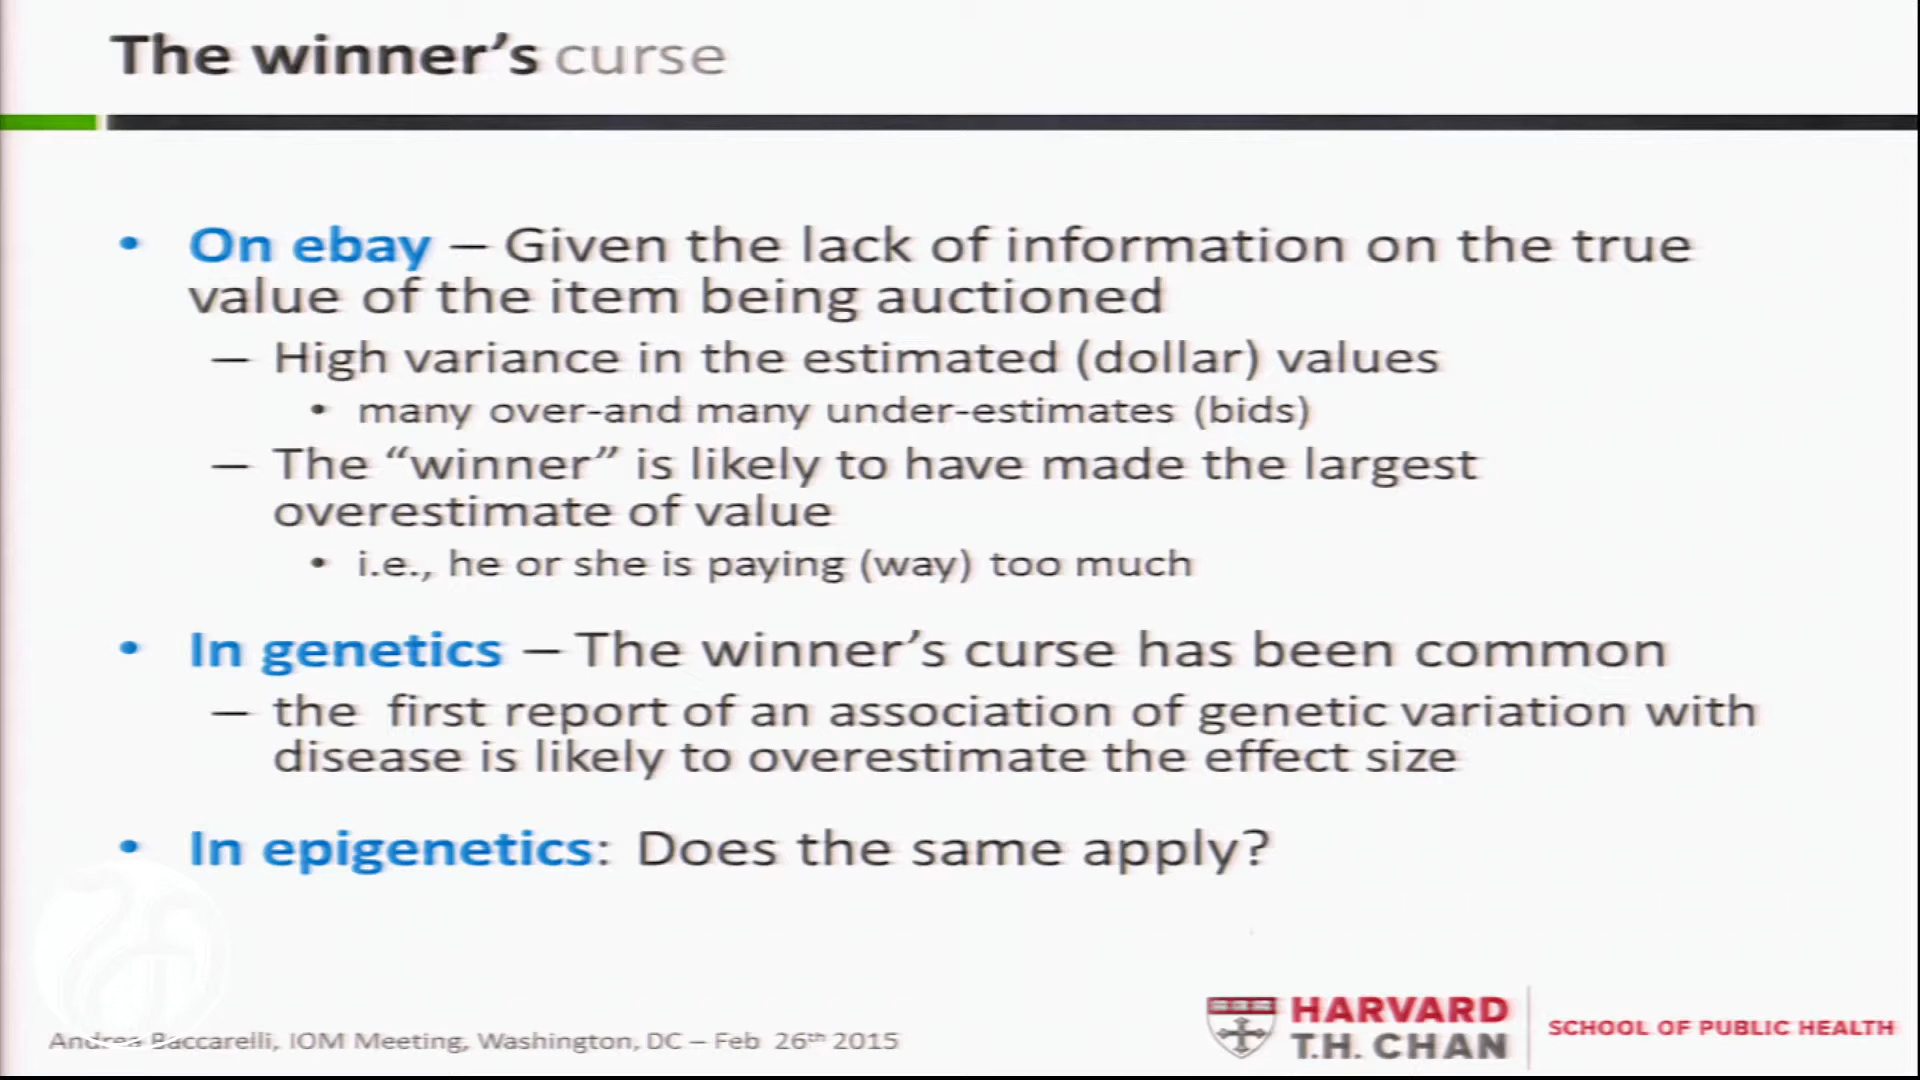 The winner’s curse
• On ebay – Given the lack of information on the true
value of the item being auctioned
– High variance in the estimated (dollar) values
• many over-and many under-estimates (bids)
– The “winner” is likely to have made the largest
overestimate of value
• i.e., he or she is paying (way) too much
• In genetics – The winner’s curse has been common
– the first report of an association of genetic variation with
disease is likely to overestimate the effect size
• In epigenetics: Does the same apply?
Andrea Baccarelli, IOM Meeting, Washington, DC – Feb 26th 2015
HARVARD
T.H. CHAN
SCHOOL OF PUBLIC HEALTH